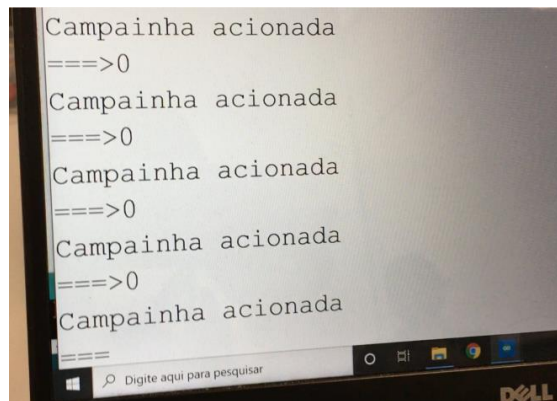 Campainha acionada
===>0
Campainha acionada
===>0
Campainha acionada
===>0
Campainha acionada
===>0
Campainha acionada
===
Digite aqui para pesquisar
DELL